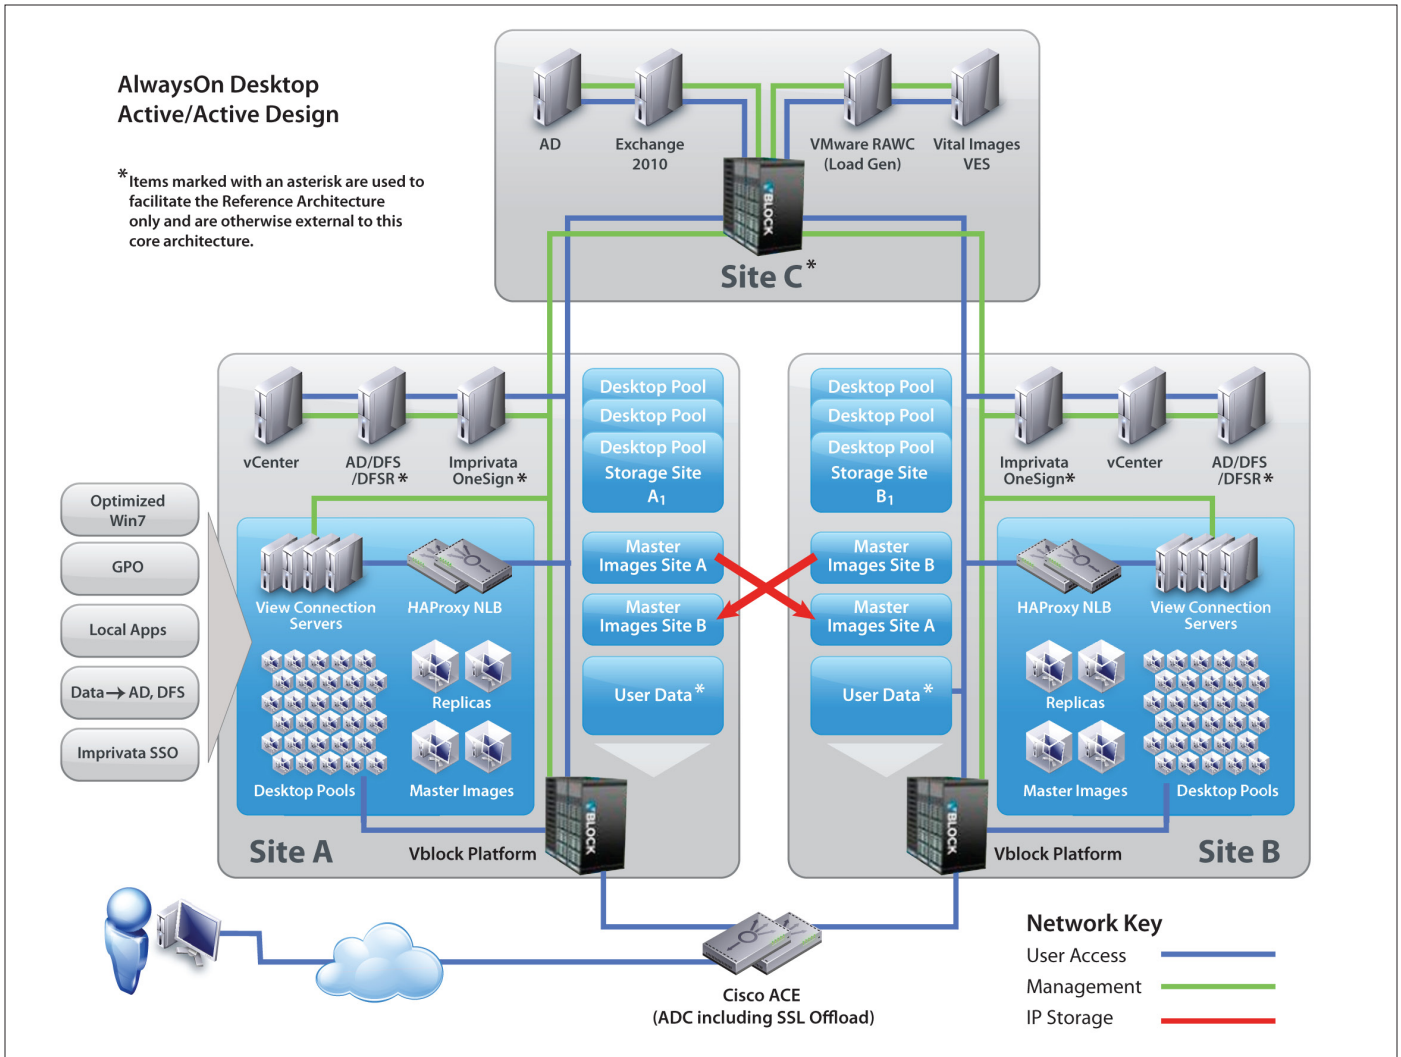 AlwaysOn Desktop
Active/Active Design
*Items marked with an asterisk are used to
facilitate the Reference Architecture
only and are otherwise external to this
core architecture.
AD
Exchange
2010
VMware RAWC
(Load Gen)
Vital Images
VES
VBLOCK
Site C*
vCenter
AD/DFS
/DFSR*
Imprivata
OneSign*
Desktop Pool
Desktop Pool
Desktop Pool
Storage Site
A1
Master
Images Site A
Master
Images Site B
User Data*
Desktop Pool
Desktop Pool
Desktop Pool
Storage Site
B1
Master
Images Site B
Master
Images Site A
User Data*
Imprivata
OneSign*
vCenter
AD/DFS
/DFSR*
Optimized
Win7
GPO
Local Apps
Data→AD, DFS
Imprivata SSO
View Connection
Servers
HAProxy NLB
Replicas
Desktop Pools
Master Images
Site A
Vblock Platform
VBLOCK
HAProxy NLB
View Connection
Servers
Replicas
Master Images
Desktop Pools
VBLOCK
Vblock Platform
Site B
Cisco ACE
(ADC including SSL Offload)
Network Key
User Access
Management
IP Storage